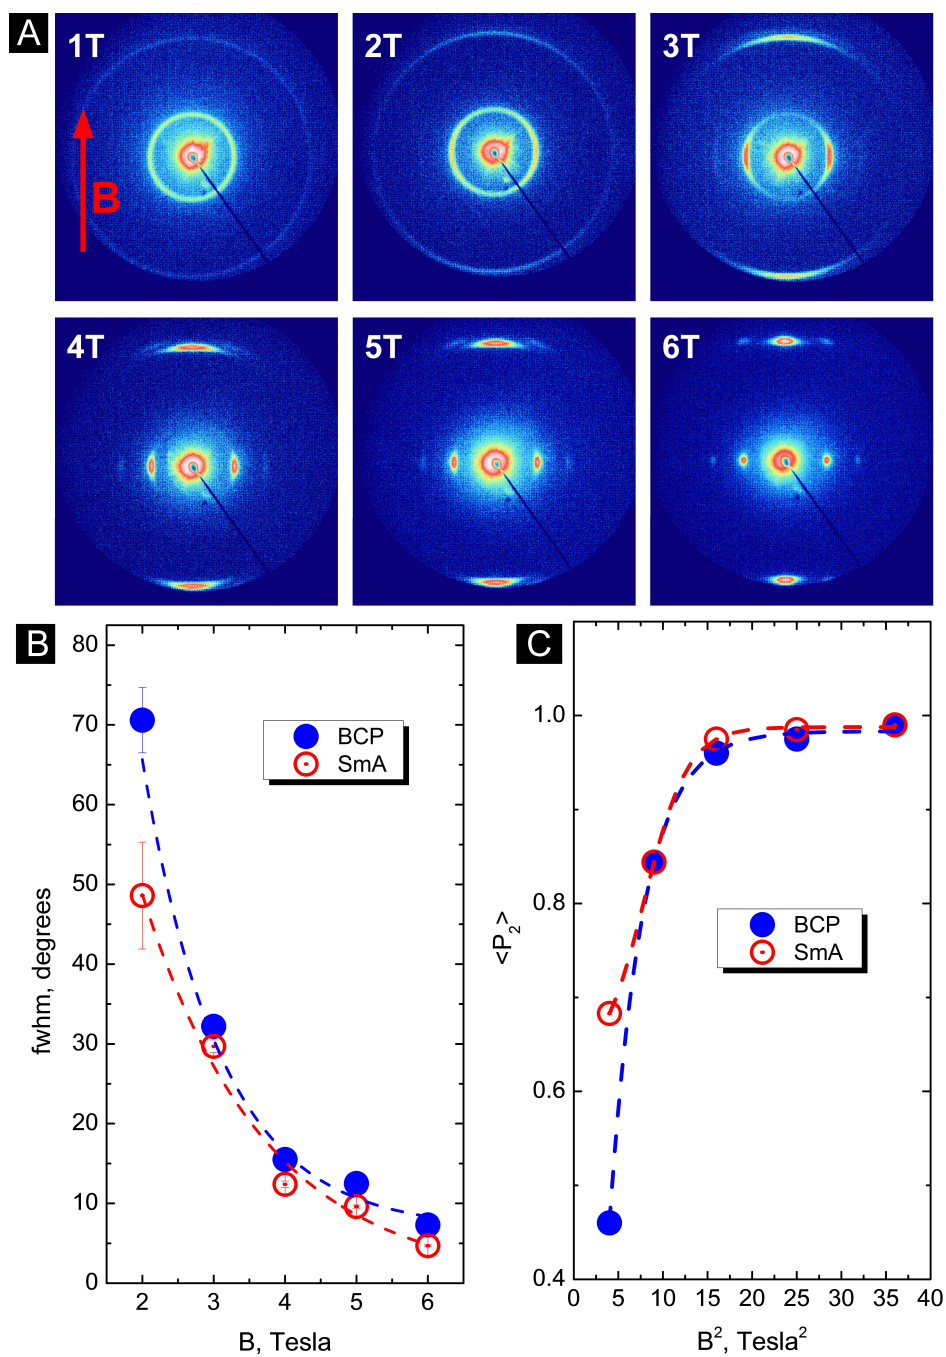 A
1T
2T
3T
B
4T
5T
6T
B
C
80
70
60
50
40
30
20
10
0
fwhm, degrees
BCP
SmA
2 3 4 5 6
B, Tesla
1.0
0.8
0.6
0.4
<P₂>
BCP
SmA
0 5 10 15 20 25 30 35 40
B², Tesla²